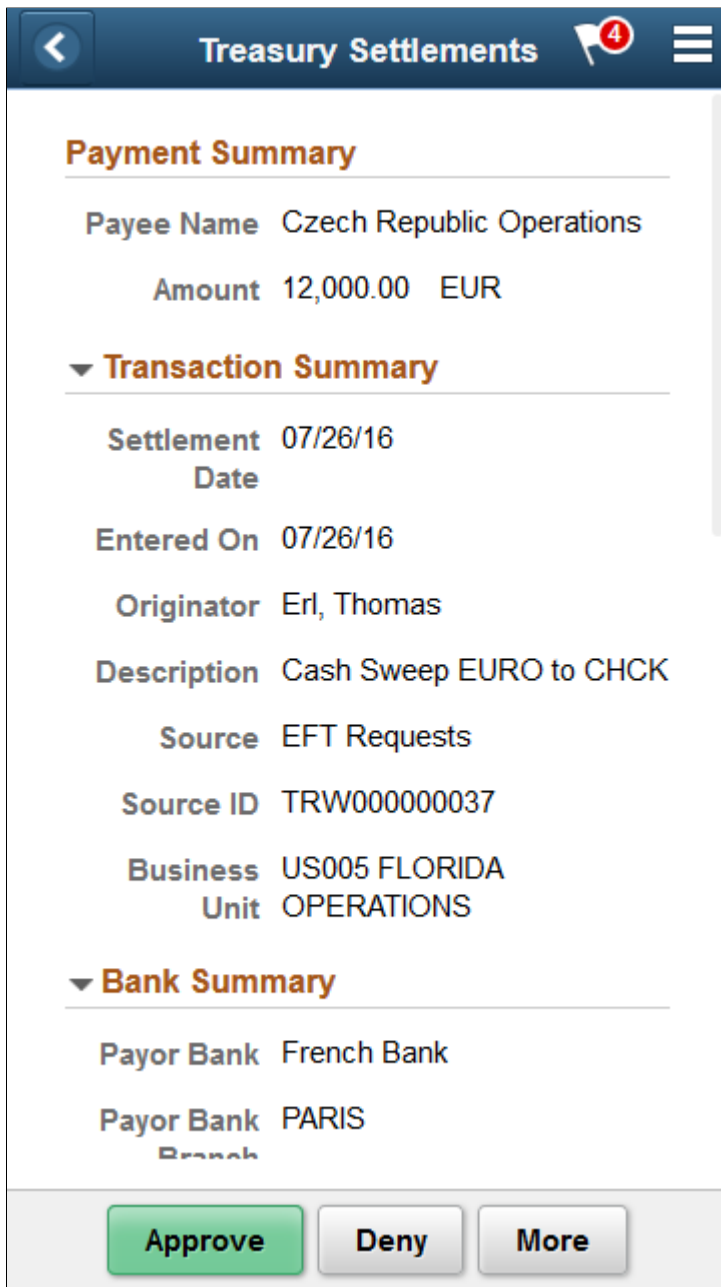 Treasury Settlements 4
Payment Summary
Payee Name Czech Republic Operations
Amount 12,000.00 EUR
Transaction Summary
Settlement 07/26/16
Date
Entered On 07/26/16
Originator Erl, Thomas
Description Cash Sweep EURO to CHCK
Source EFT Requests
Source ID TRW000000037
Business US005 FLORIDA
Unit OPERATIONS
Bank Summary
Payor Bank French Bank
Payor Bank PARIS
Branch
Approve Deny More